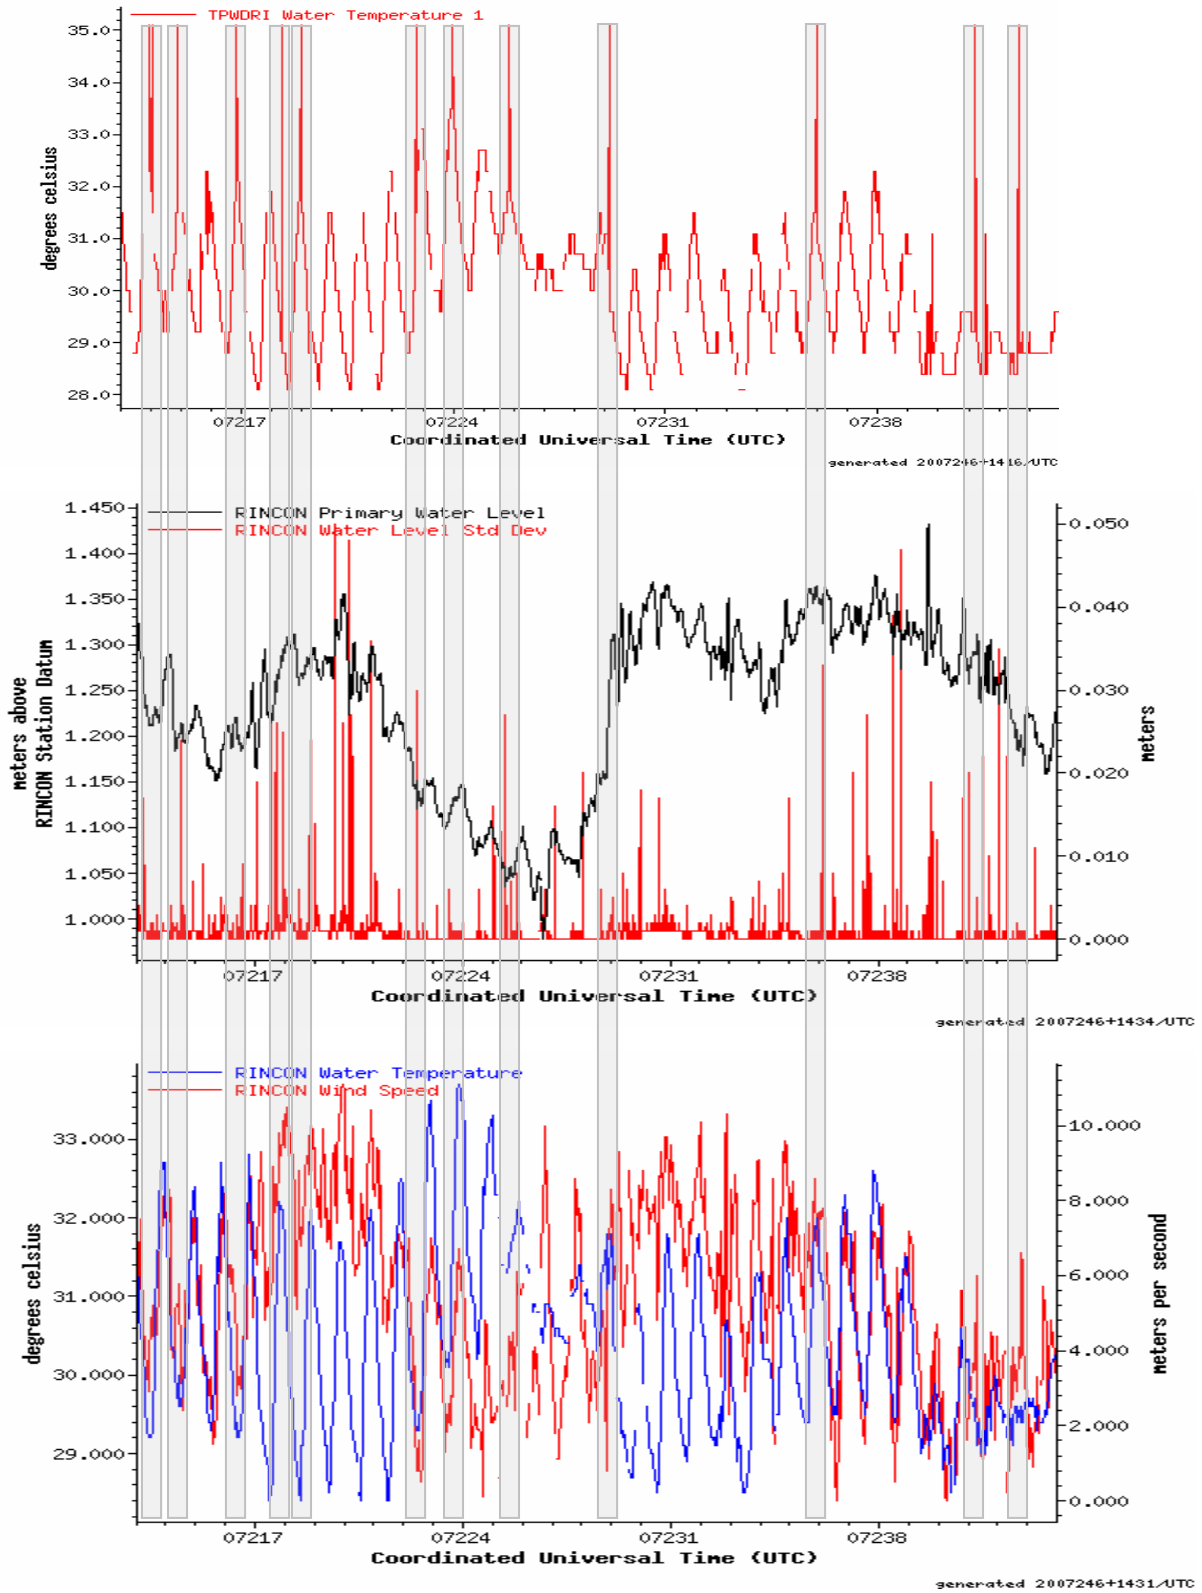 TPWDRI Water Temperature 1
35.0
34.0
33.0
32.0
31.0
30.0
29.0
28.0
degrees celsius
07217 07224 07231 07238
Coordinated Universal Time (UTC)
generated 2007246+1416/UTC
RINCON Primary Water Level
RINCON Water Level Std Dev
1.450
1.400
1.350
1.300
1.250
1.200
1.150
1.100
1.050
1.000
meters above
RINCON Station Datum
0.050
0.040
0.030
0.020
0.010
0.000
meters
07217 07224 07231 07238
Coordinated Universal Time (UTC)
generated 2007246+1434/UTC
RINCON Water Temperature
RINCON Wind Speed
33.000
32.000
31.000
30.000
29.000
degrees celsius
10.000
8.000
6.000
4.000
2.000
0.000
meters per second
07217 07224 07231 07238
Coordinated Universal Time (UTC)
generated 2007246+1431/UTC